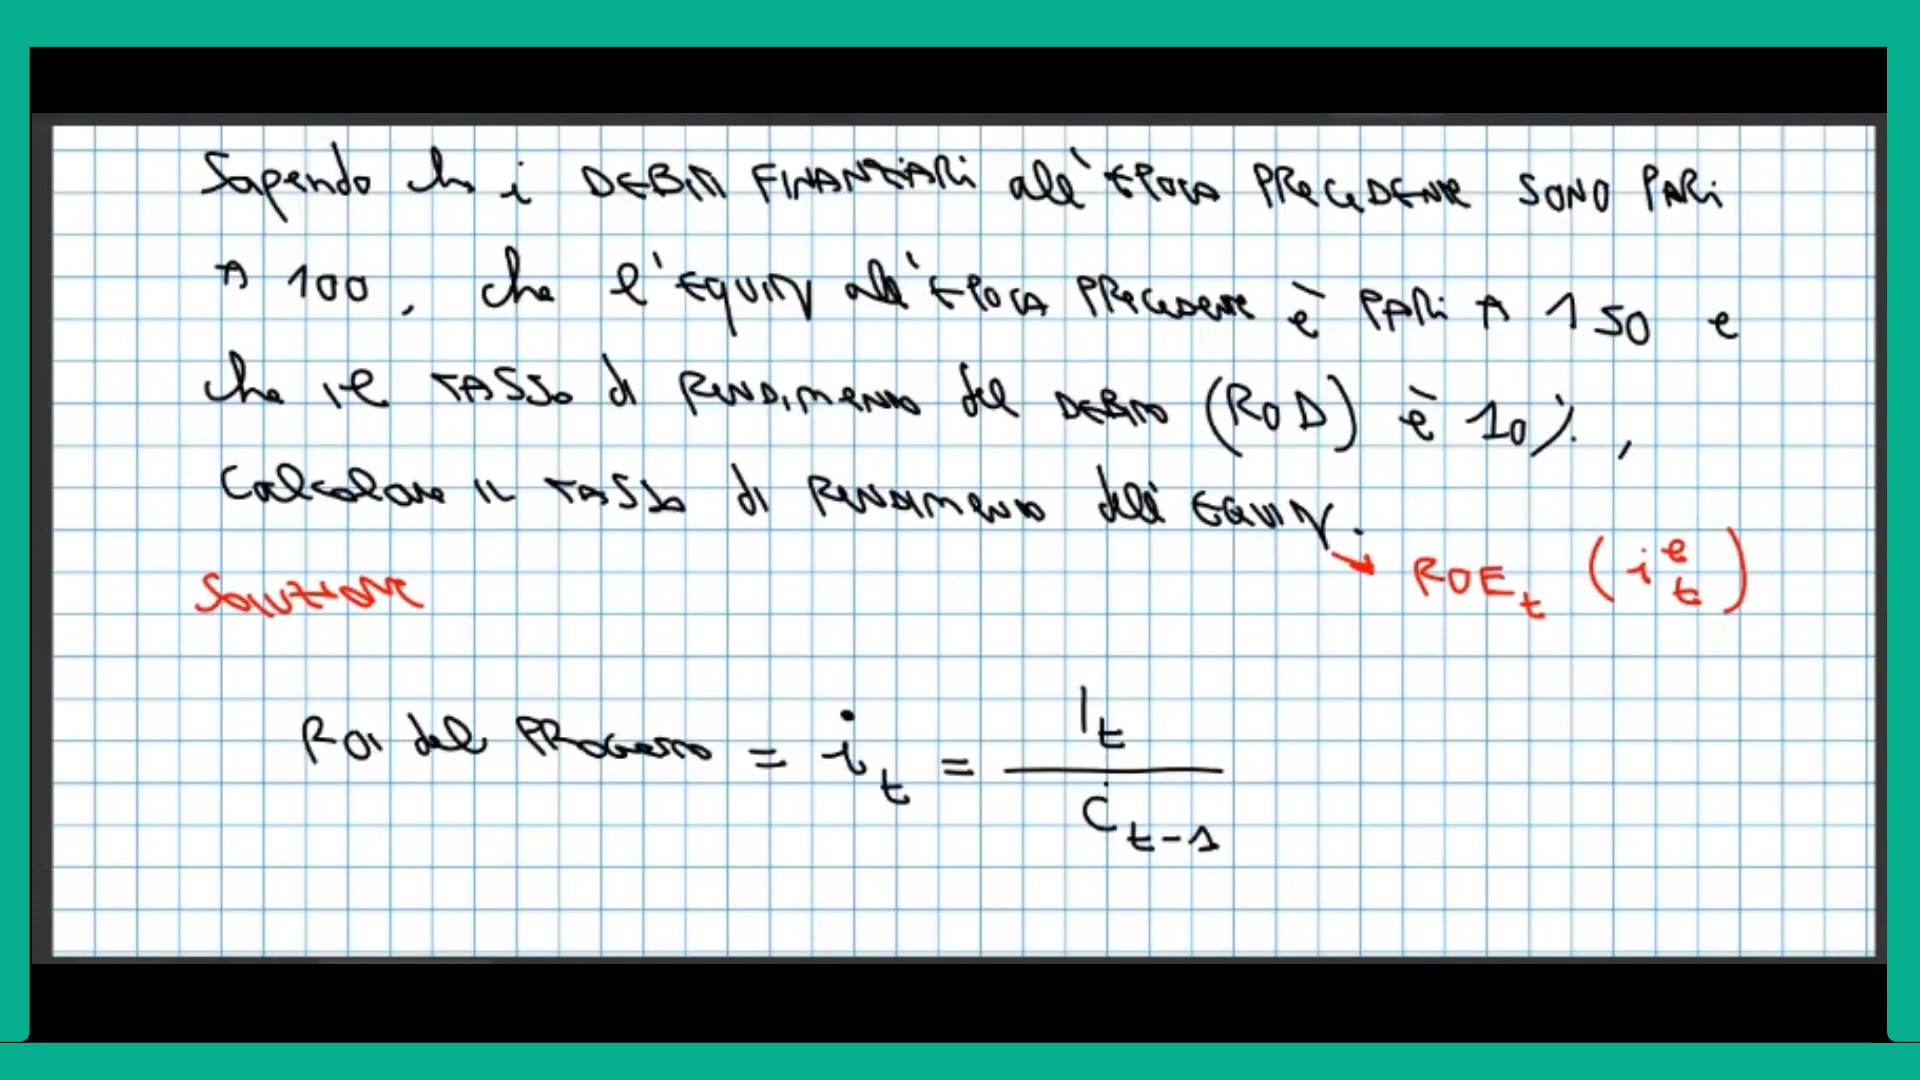 Sapendo che i DEBITI FINANZIARI all'EPOCA PRECEDENTE SONO PARI
A 100, che l'EQUITY all'EPOCA PRECEDENTE è PARI A 150 e
che il TASSO di RENDIMENTO del DEBITO (ROD) è 10%,
Calcolare IL TASSO di RENDIMENTO dell'EQUITY.
→ ROE_t (i^e_t)
SOLUZIONE
ROI del PROGETTO = i_t = I_t / C_{t-1}